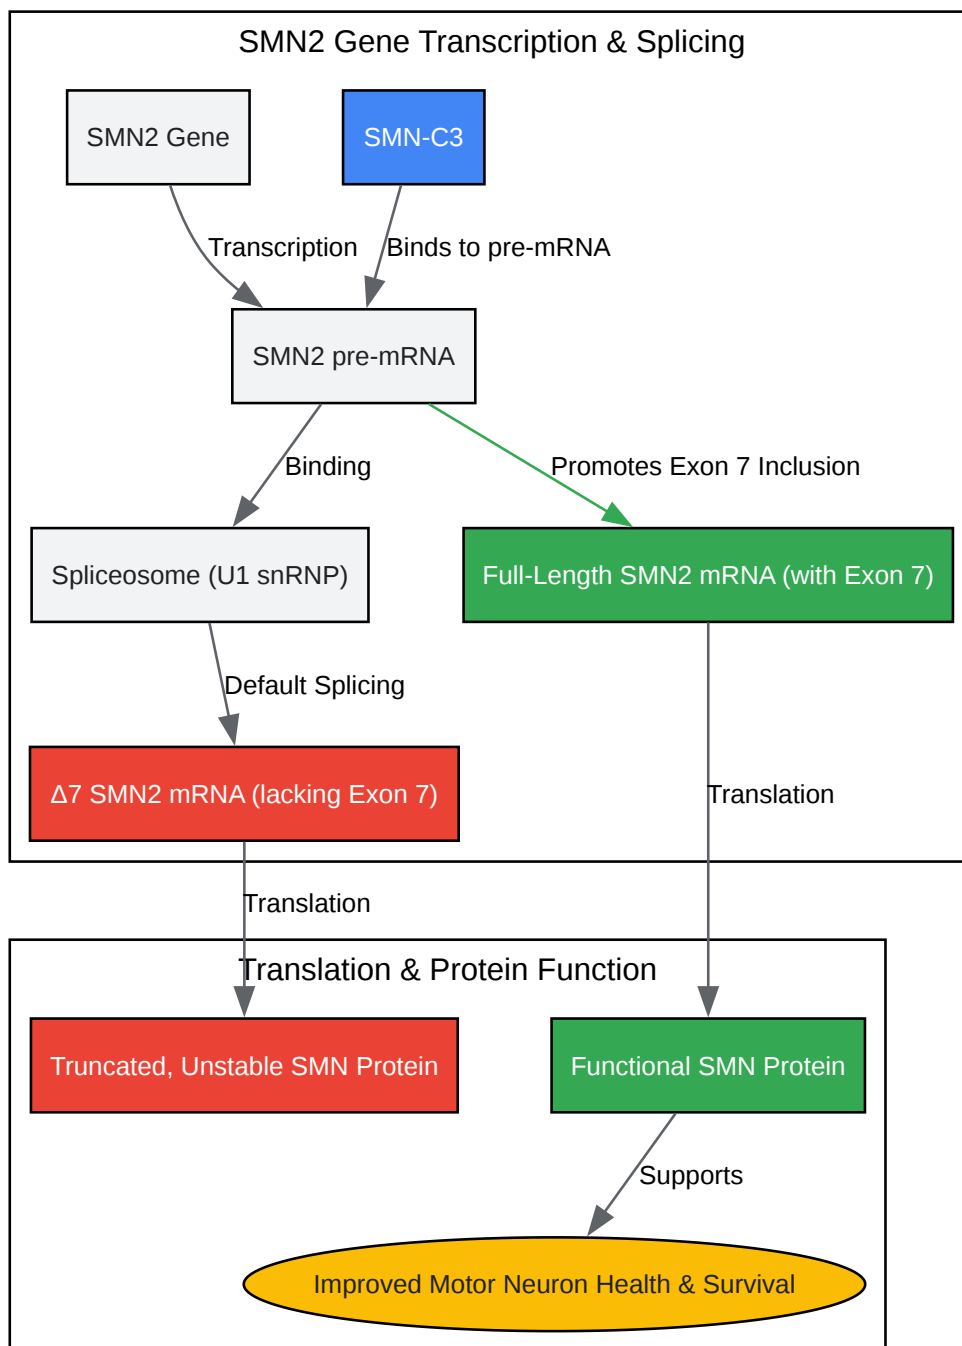 SMN2 Gene Transcription & Splicing
SMN2 Gene
SMN-C3
Transcription
Binds to pre-mRNA
SMN2 pre-mRNA
Binding
Promotes Exon 7 Inclusion
Spliceosome (U1 snRNP)
Full-Length SMN2 mRNA (with Exon 7)
Default Splicing
Δ7 SMN2 mRNA (lacking Exon 7)
Translation
Translation
Translation & Protein Function
Truncated, Unstable SMN Protein
Functional SMN Protein
Supports
Improved Motor Neuron Health & Survival